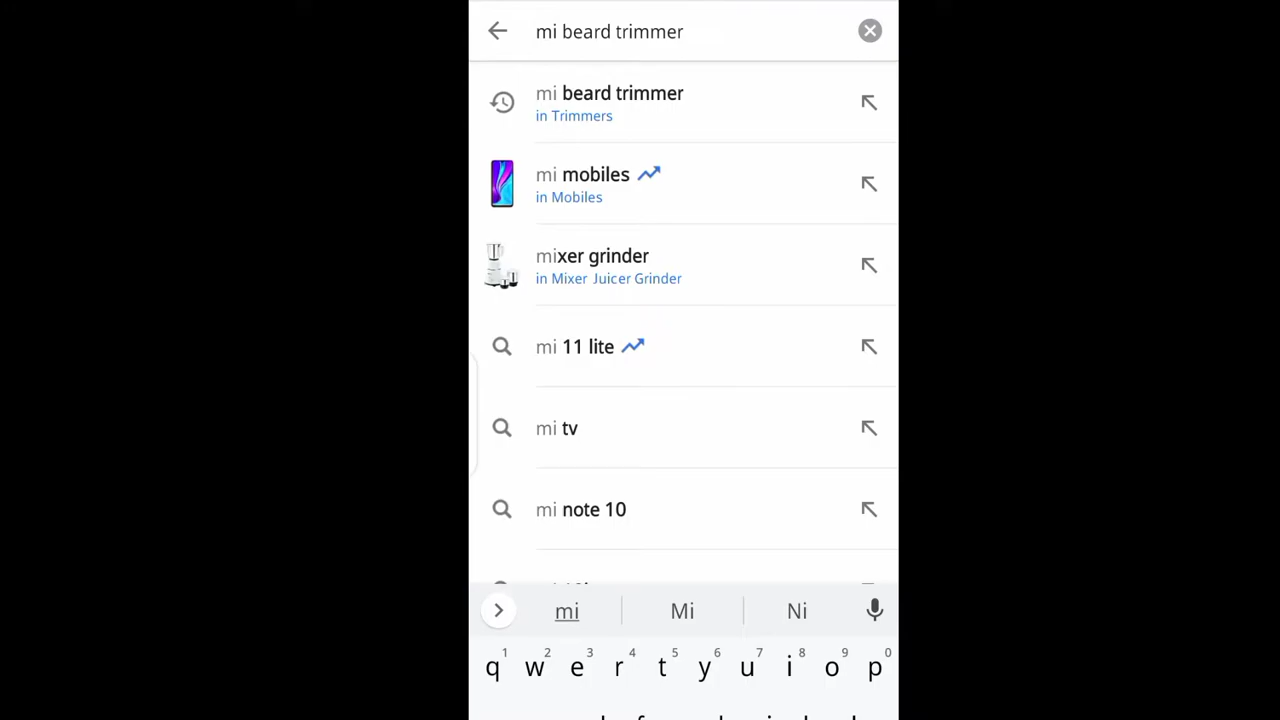 mi beard trimmer
mi beard trimmer
in Trimmers
mi mobiles
in Mobiles
mixer grinder
in Mixer Juicer Grinder
mi 11 lite
mi tv
mi note 10
mi Mi Ni
1 2 3 4 5 6 7 8 9 0
q w e r t y u i o p